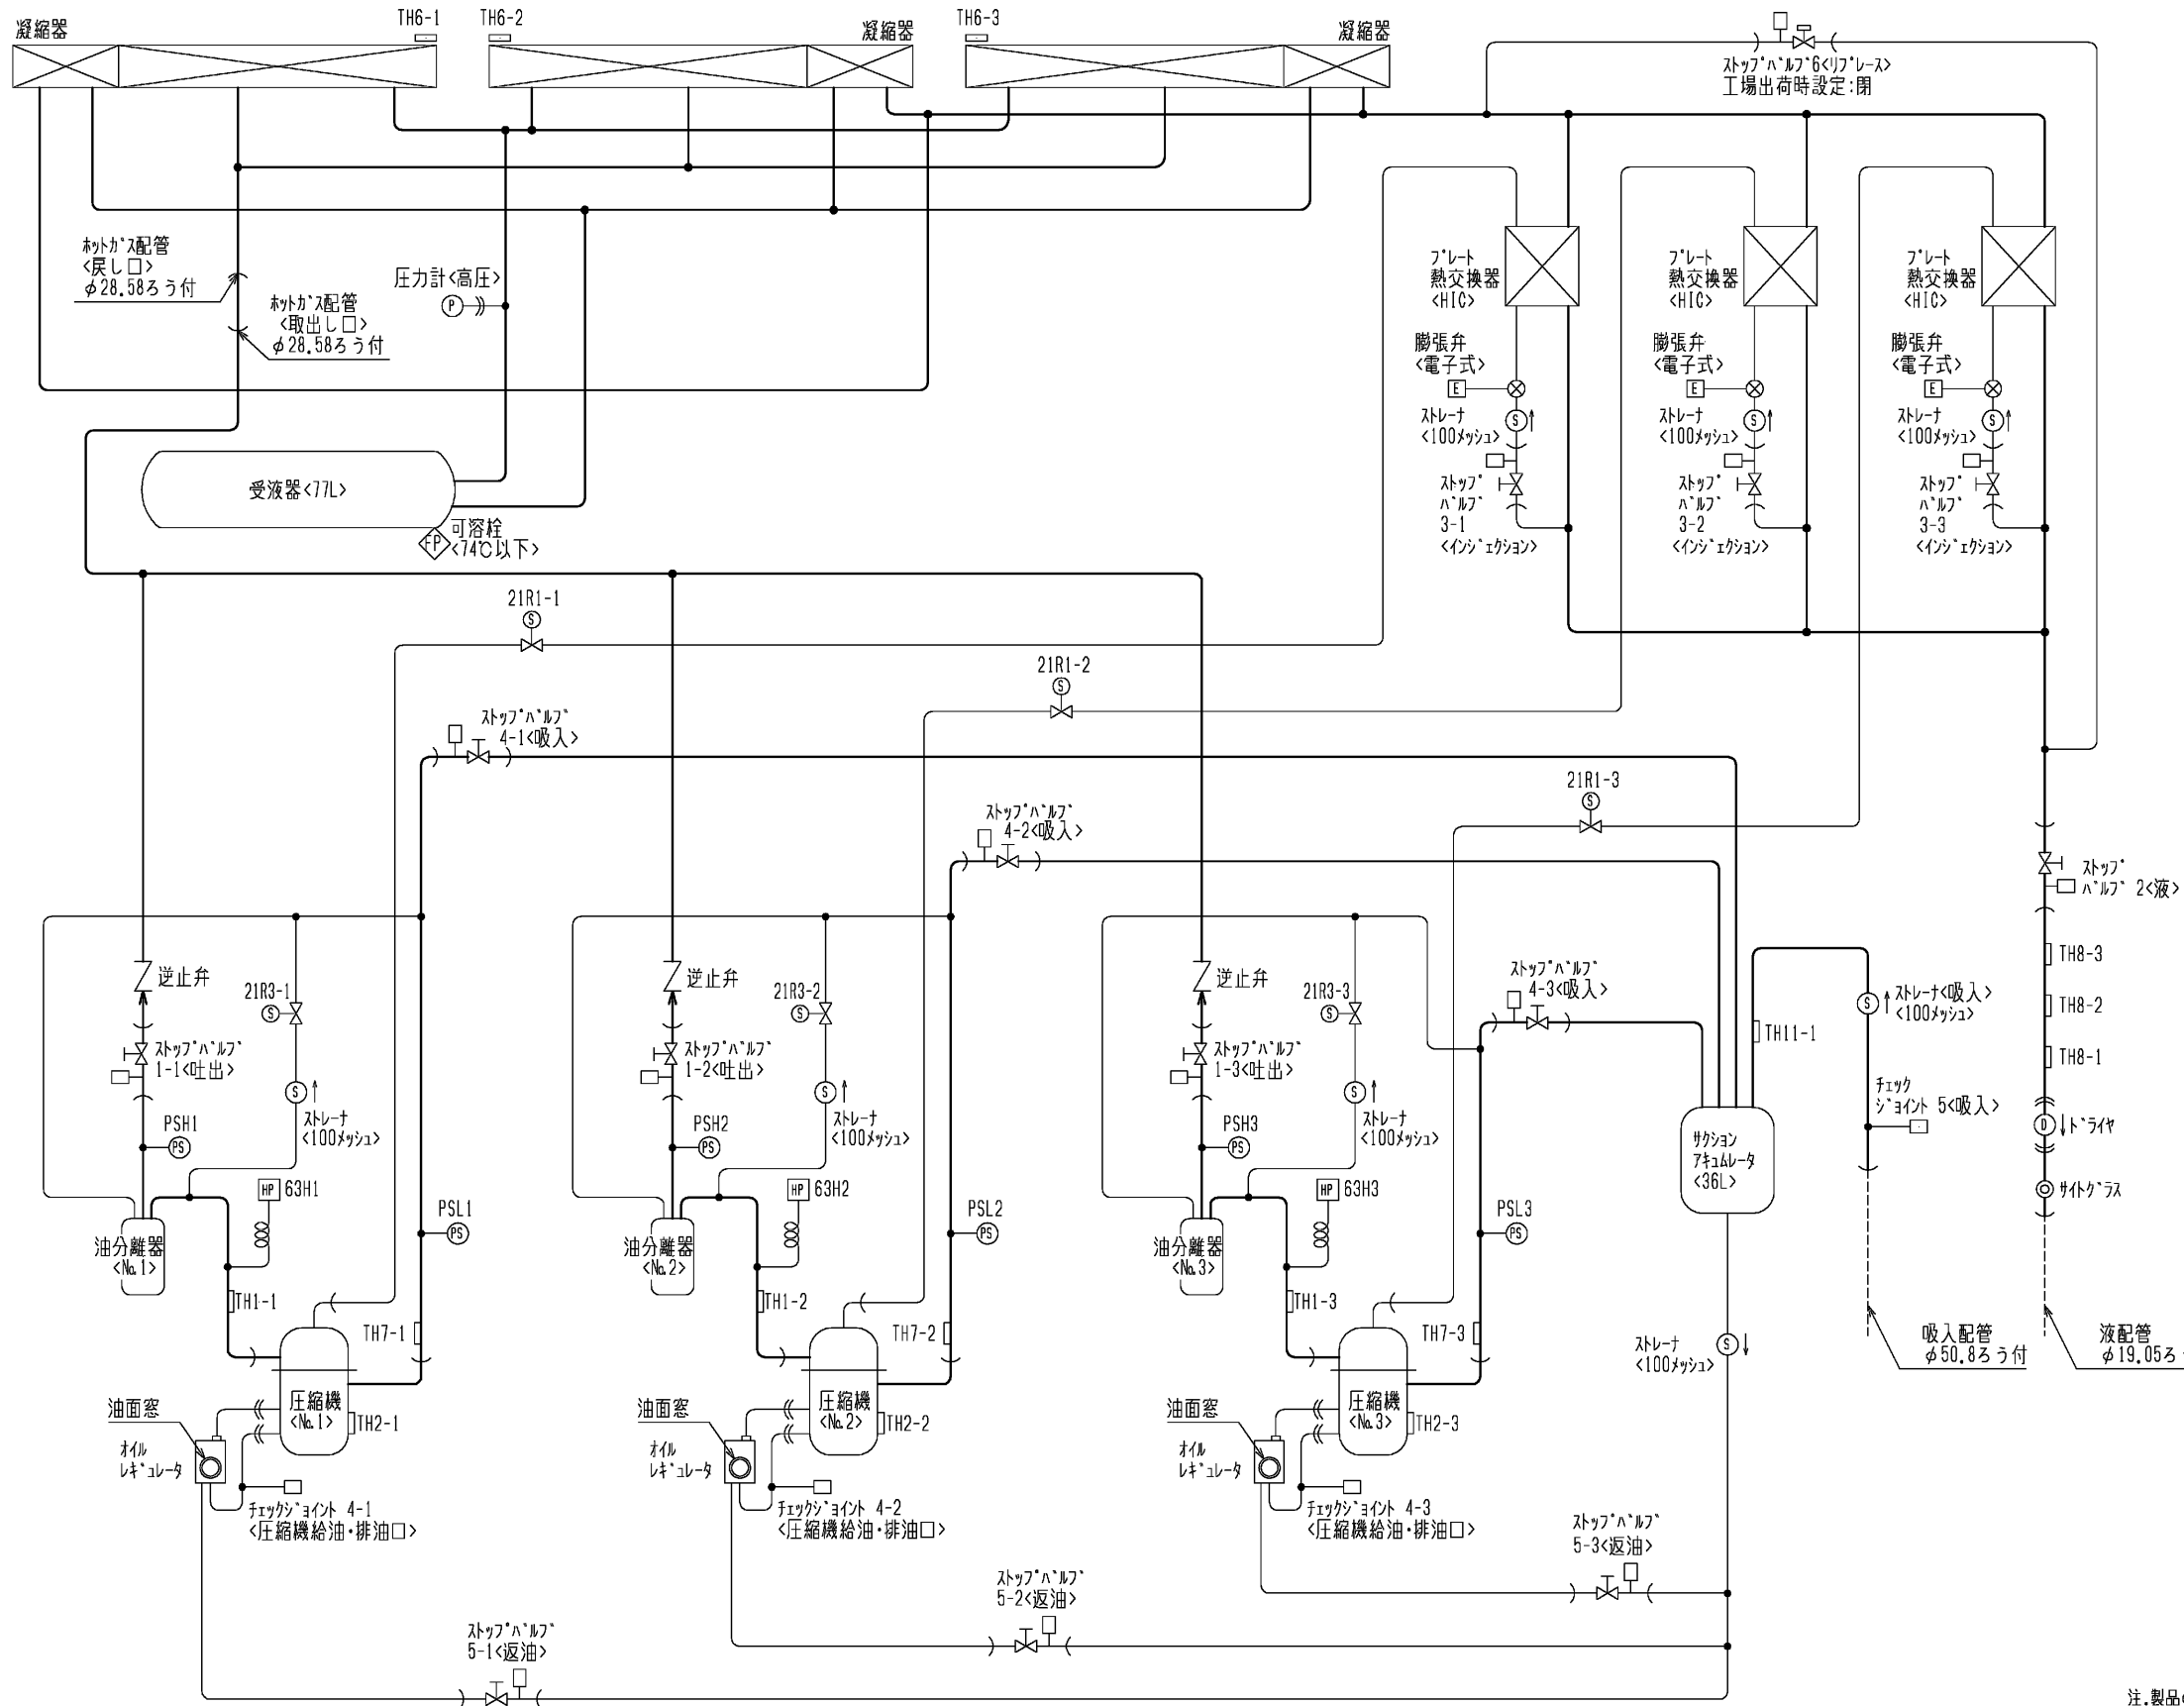 凝縮器
TH6-1
TH6-2
凝縮器
TH6-3
凝縮器
ストップバルブ6<リプレース>
工場出荷時設定:閉
ホットガス配管
<戻し口>
φ28.58ろう付
ホットガス配管
<取出し口>
φ28.58ろう付
圧力計<高圧>
P
プレート
熱交換器
<HIC>
プレート
熱交換器
<HIC>
プレート
熱交換器
<HIC>
膨張弁
<電子式>
E
膨張弁
<電子式>
E
膨張弁
<電子式>
E
ストレーナ
<100メッシュ>
S
ストレーナ
<100メッシュ>
S
ストレーナ
<100メッシュ>
S
ストップ
バルブ
3-1
<インジェクション>
ストップ
バルブ
3-2
<インジェクション>
ストップ
バルブ
3-3
<インジェクション>
受液器<77L>
FP
可溶栓
<74℃以下>
21R1-1
S
21R1-2
S
21R1-3
S
ストップバルブ
4-1<吸入>
ストップバルブ
4-2<吸入>
ストップバルブ
4-3<吸入>
ストップ
バルブ 2<液>
逆止弁
逆止弁
逆止弁
21R3-1
S
21R3-2
S
21R3-3
S
ストップバルブ
1-1<吐出>
ストップバルブ
1-2<吐出>
ストップバルブ
1-3<吐出>
S
ストレーナ
<100メッシュ>
S
ストレーナ
<100メッシュ>
S
ストレーナ
<100メッシュ>
S
ストレーナ<吸入>
<100メッシュ>
TH11-1
TH8-3
TH8-2
TH8-1
チェック
ジョイント 5<吸入>
D
ドライヤ
サイトグラス
PSH1
PS
PSH2
PS
PSH3
PS
サクション
アキュムレータ
<36L>
HP
63H1
HP
63H2
HP
63H3
PSL1
PS
PSL2
PS
PSL3
PS
油分離器
<No.1>
油分離器
<No.2>
油分離器
<No.3>
TH1-1
TH1-2
TH1-3
TH7-1
TH7-2
TH7-3
ストレーナ
<100メッシュ>
S
吸入配管
φ50.8ろう付
液配管
φ19.05ろ
圧縮機
<No.1>
圧縮機
<No.2>
圧縮機
<No.3>
TH2-1
TH2-2
TH2-3
油面窓
油面窓
油面窓
オイル
レギュレータ
オイル
レギュレータ
オイル
レギュレータ
チェックジョイント 4-1
<圧縮機給油・排油口>
チェックジョイント 4-2
<圧縮機給油・排油口>
チェックジョイント 4-3
<圧縮機給油・排油口>
ストップバルブ
5-3<返油>
ストップバルブ
5-2<返油>
ストップバルブ
5-1<返油>
注.製品